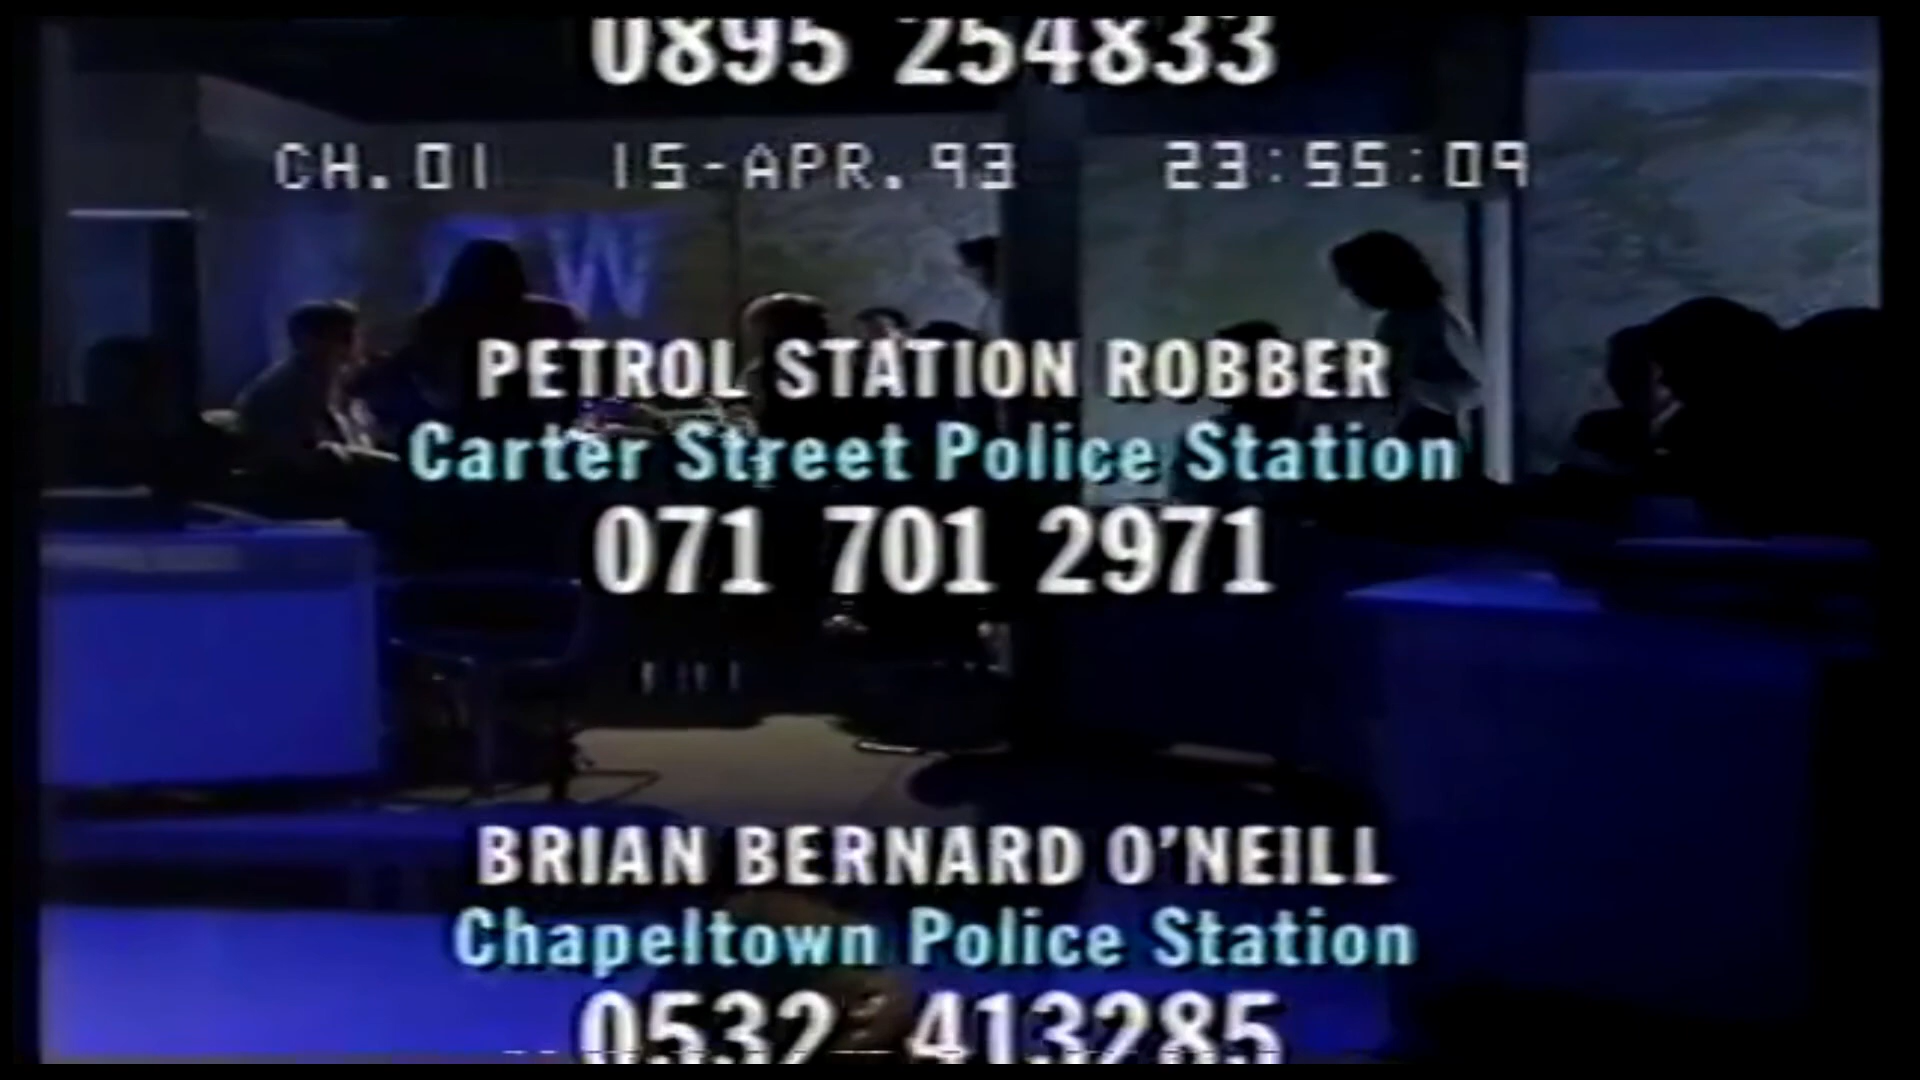 0895 254833
CH.01 15-APR.93 23:55:09
W
PETROL STATION ROBBER
Carter Street Police Station
071 701 2971
BRIAN BERNARD O'NEILL
Chapeltown Police Station
0532 413285